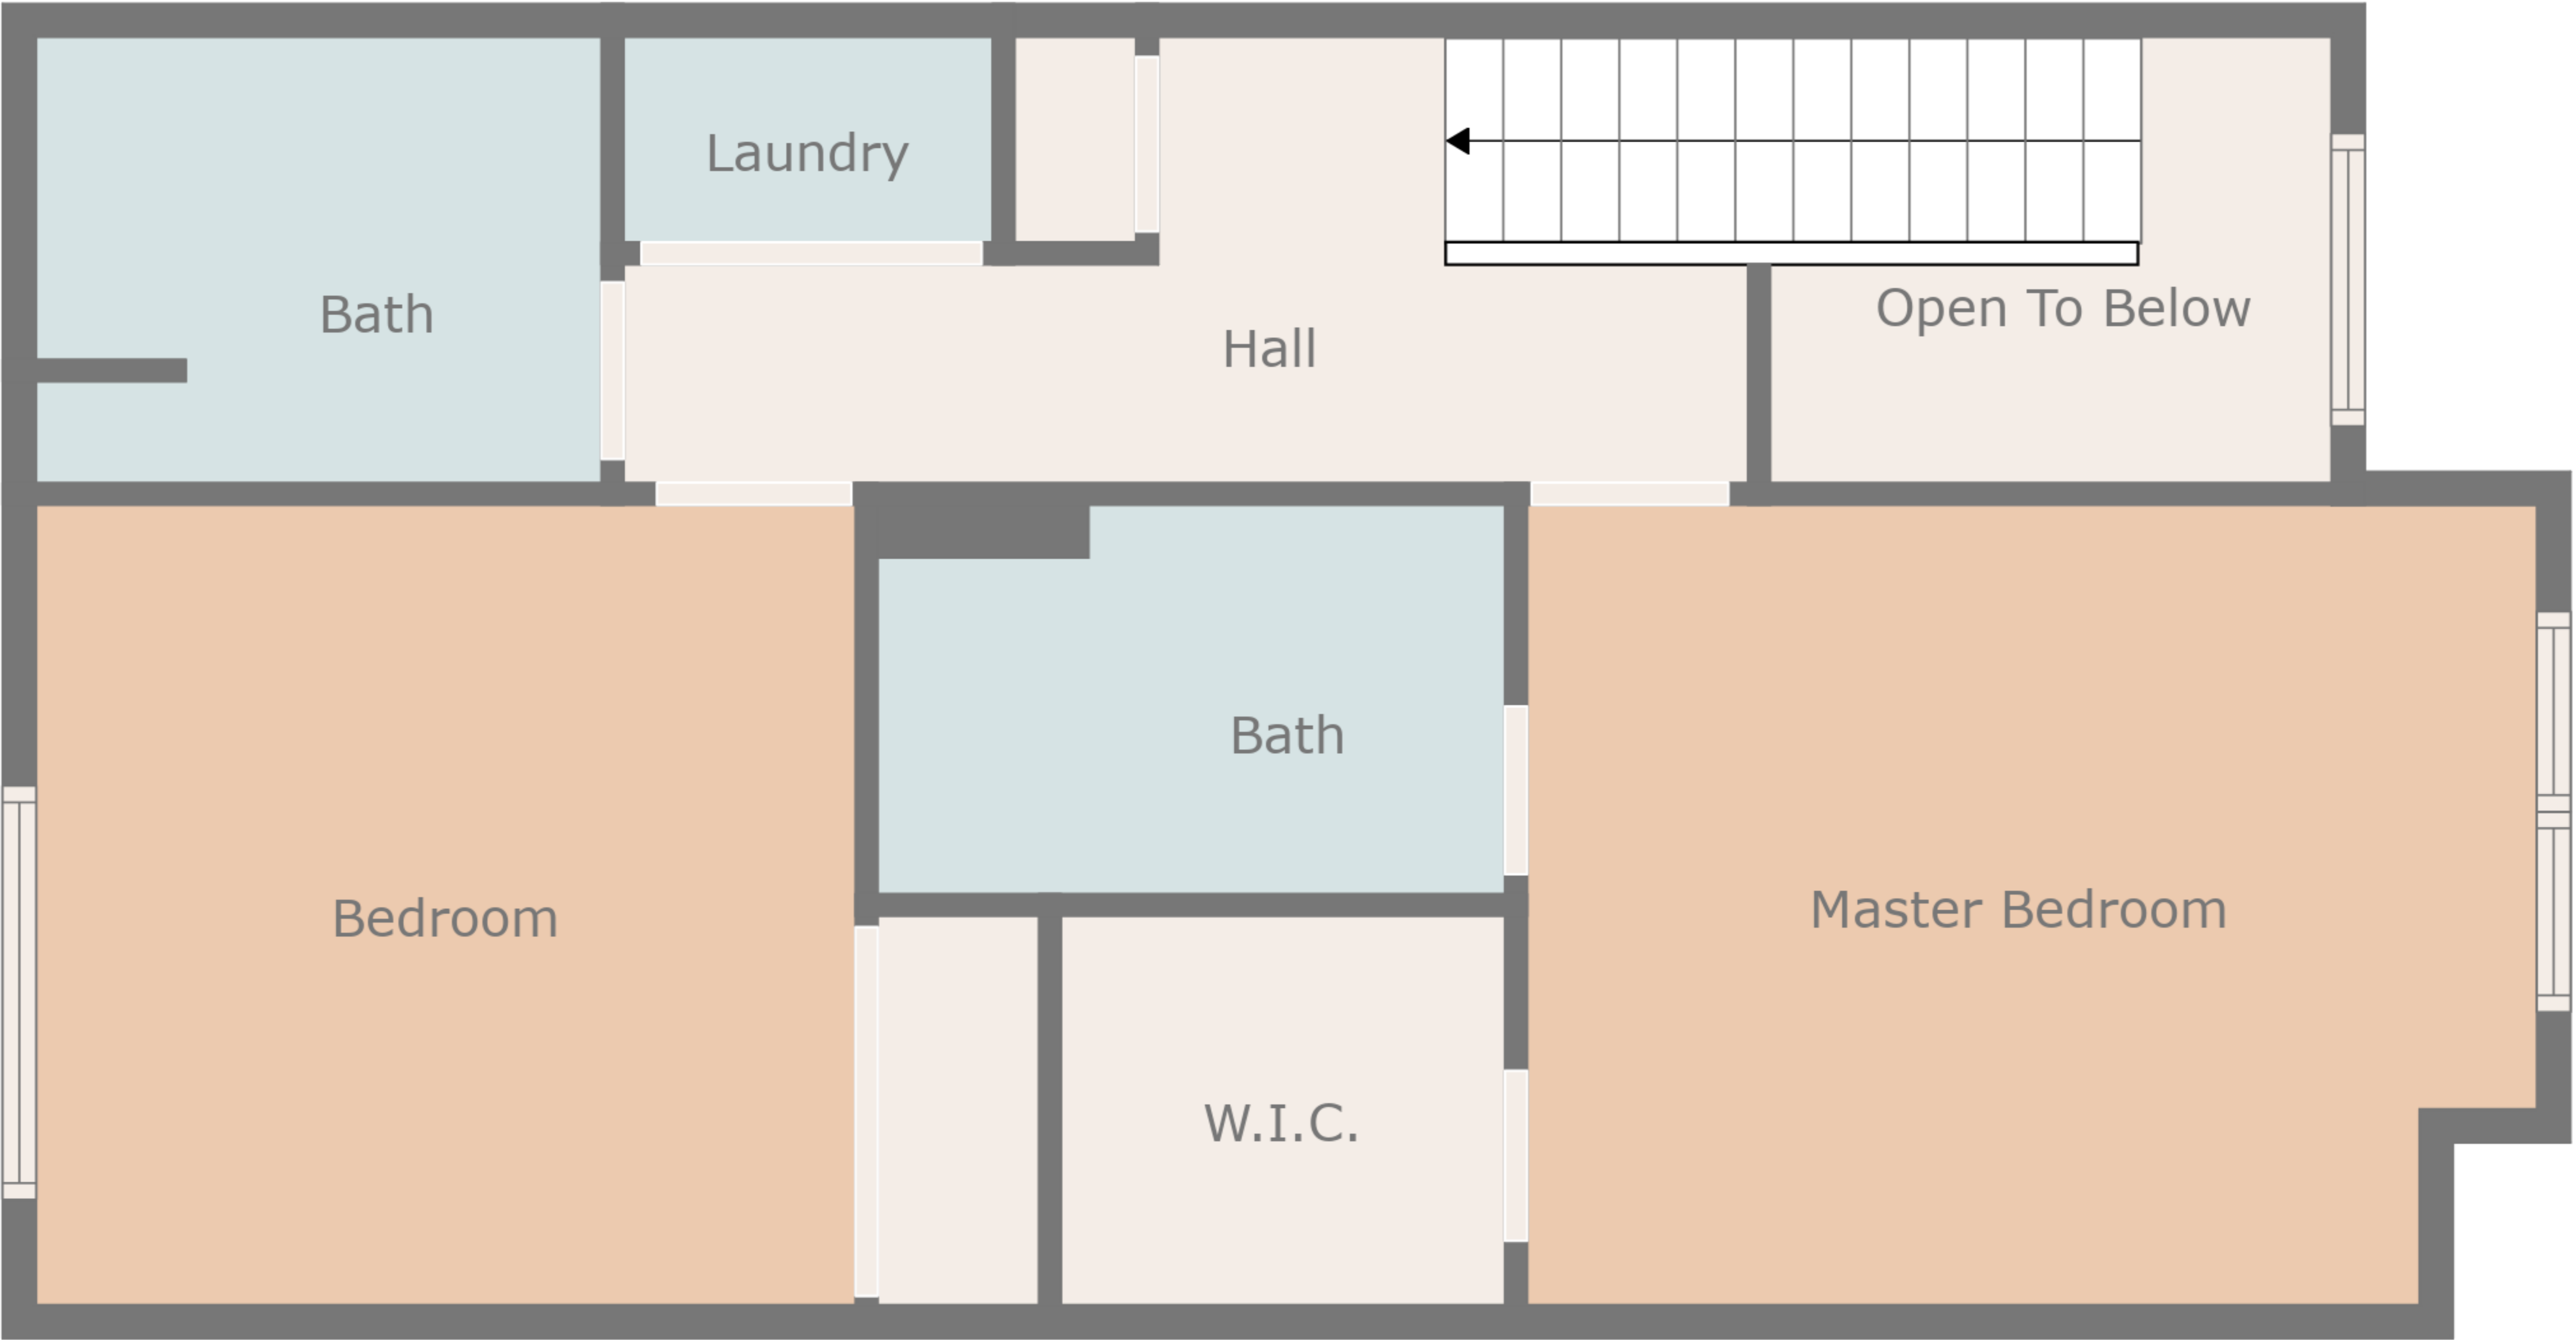 Laundry
Bath
Open To Below
Hall
Bath
Bedroom
Master Bedroom
W.I.C.